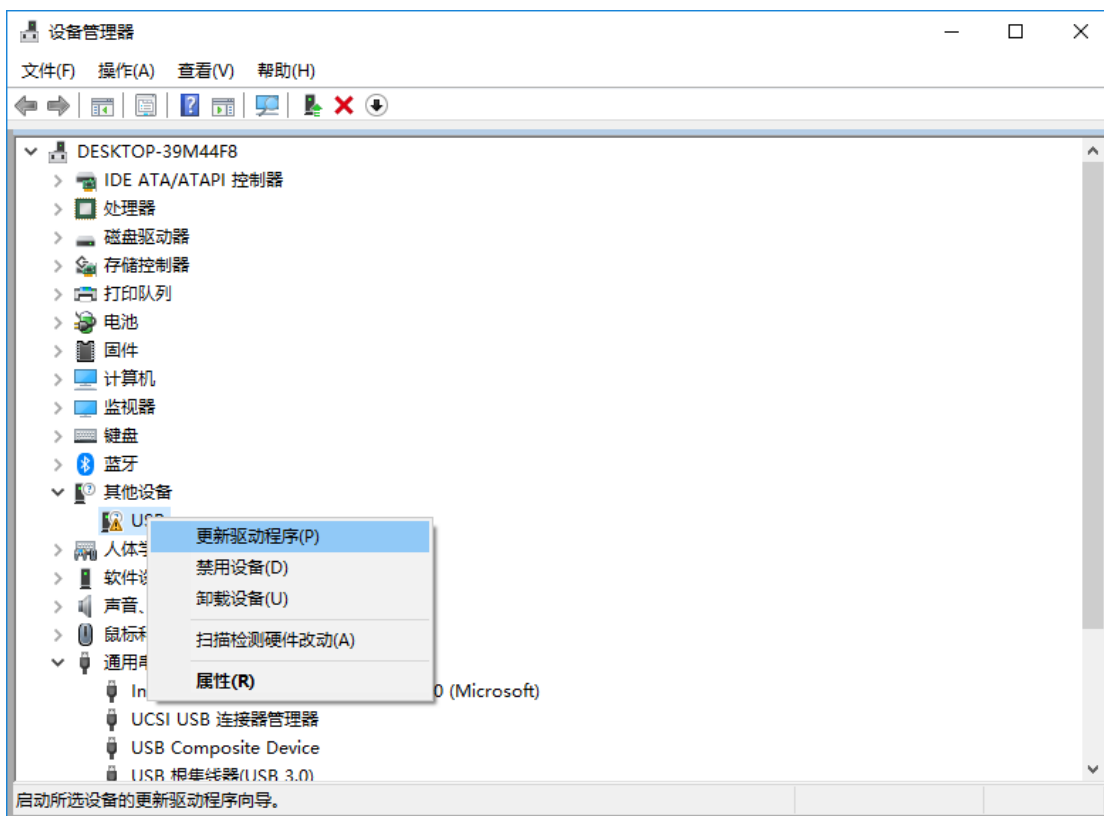 设备管理器
文件(F) 操作(A) 查看(V) 帮助(H)
DESKTOP-39M44F8
IDE ATA/ATAPI 控制器
处理器
磁盘驱动器
存储控制器
打印队列
电池
固件
计算机
监视器
键盘
蓝牙
其他设备
更新驱动程序(P)
人体学
禁用设备(D)
软件设
卸载设备(U)
声音、
鼠标和
扫描检测硬件改动(A)
通用串
属性(R)
In 0 (Microsoft)
UCSI USB 连接器管理器
USB Composite Device
USB 根集线器(USB 3.0)
启动所选设备的更新驱动程序向导。